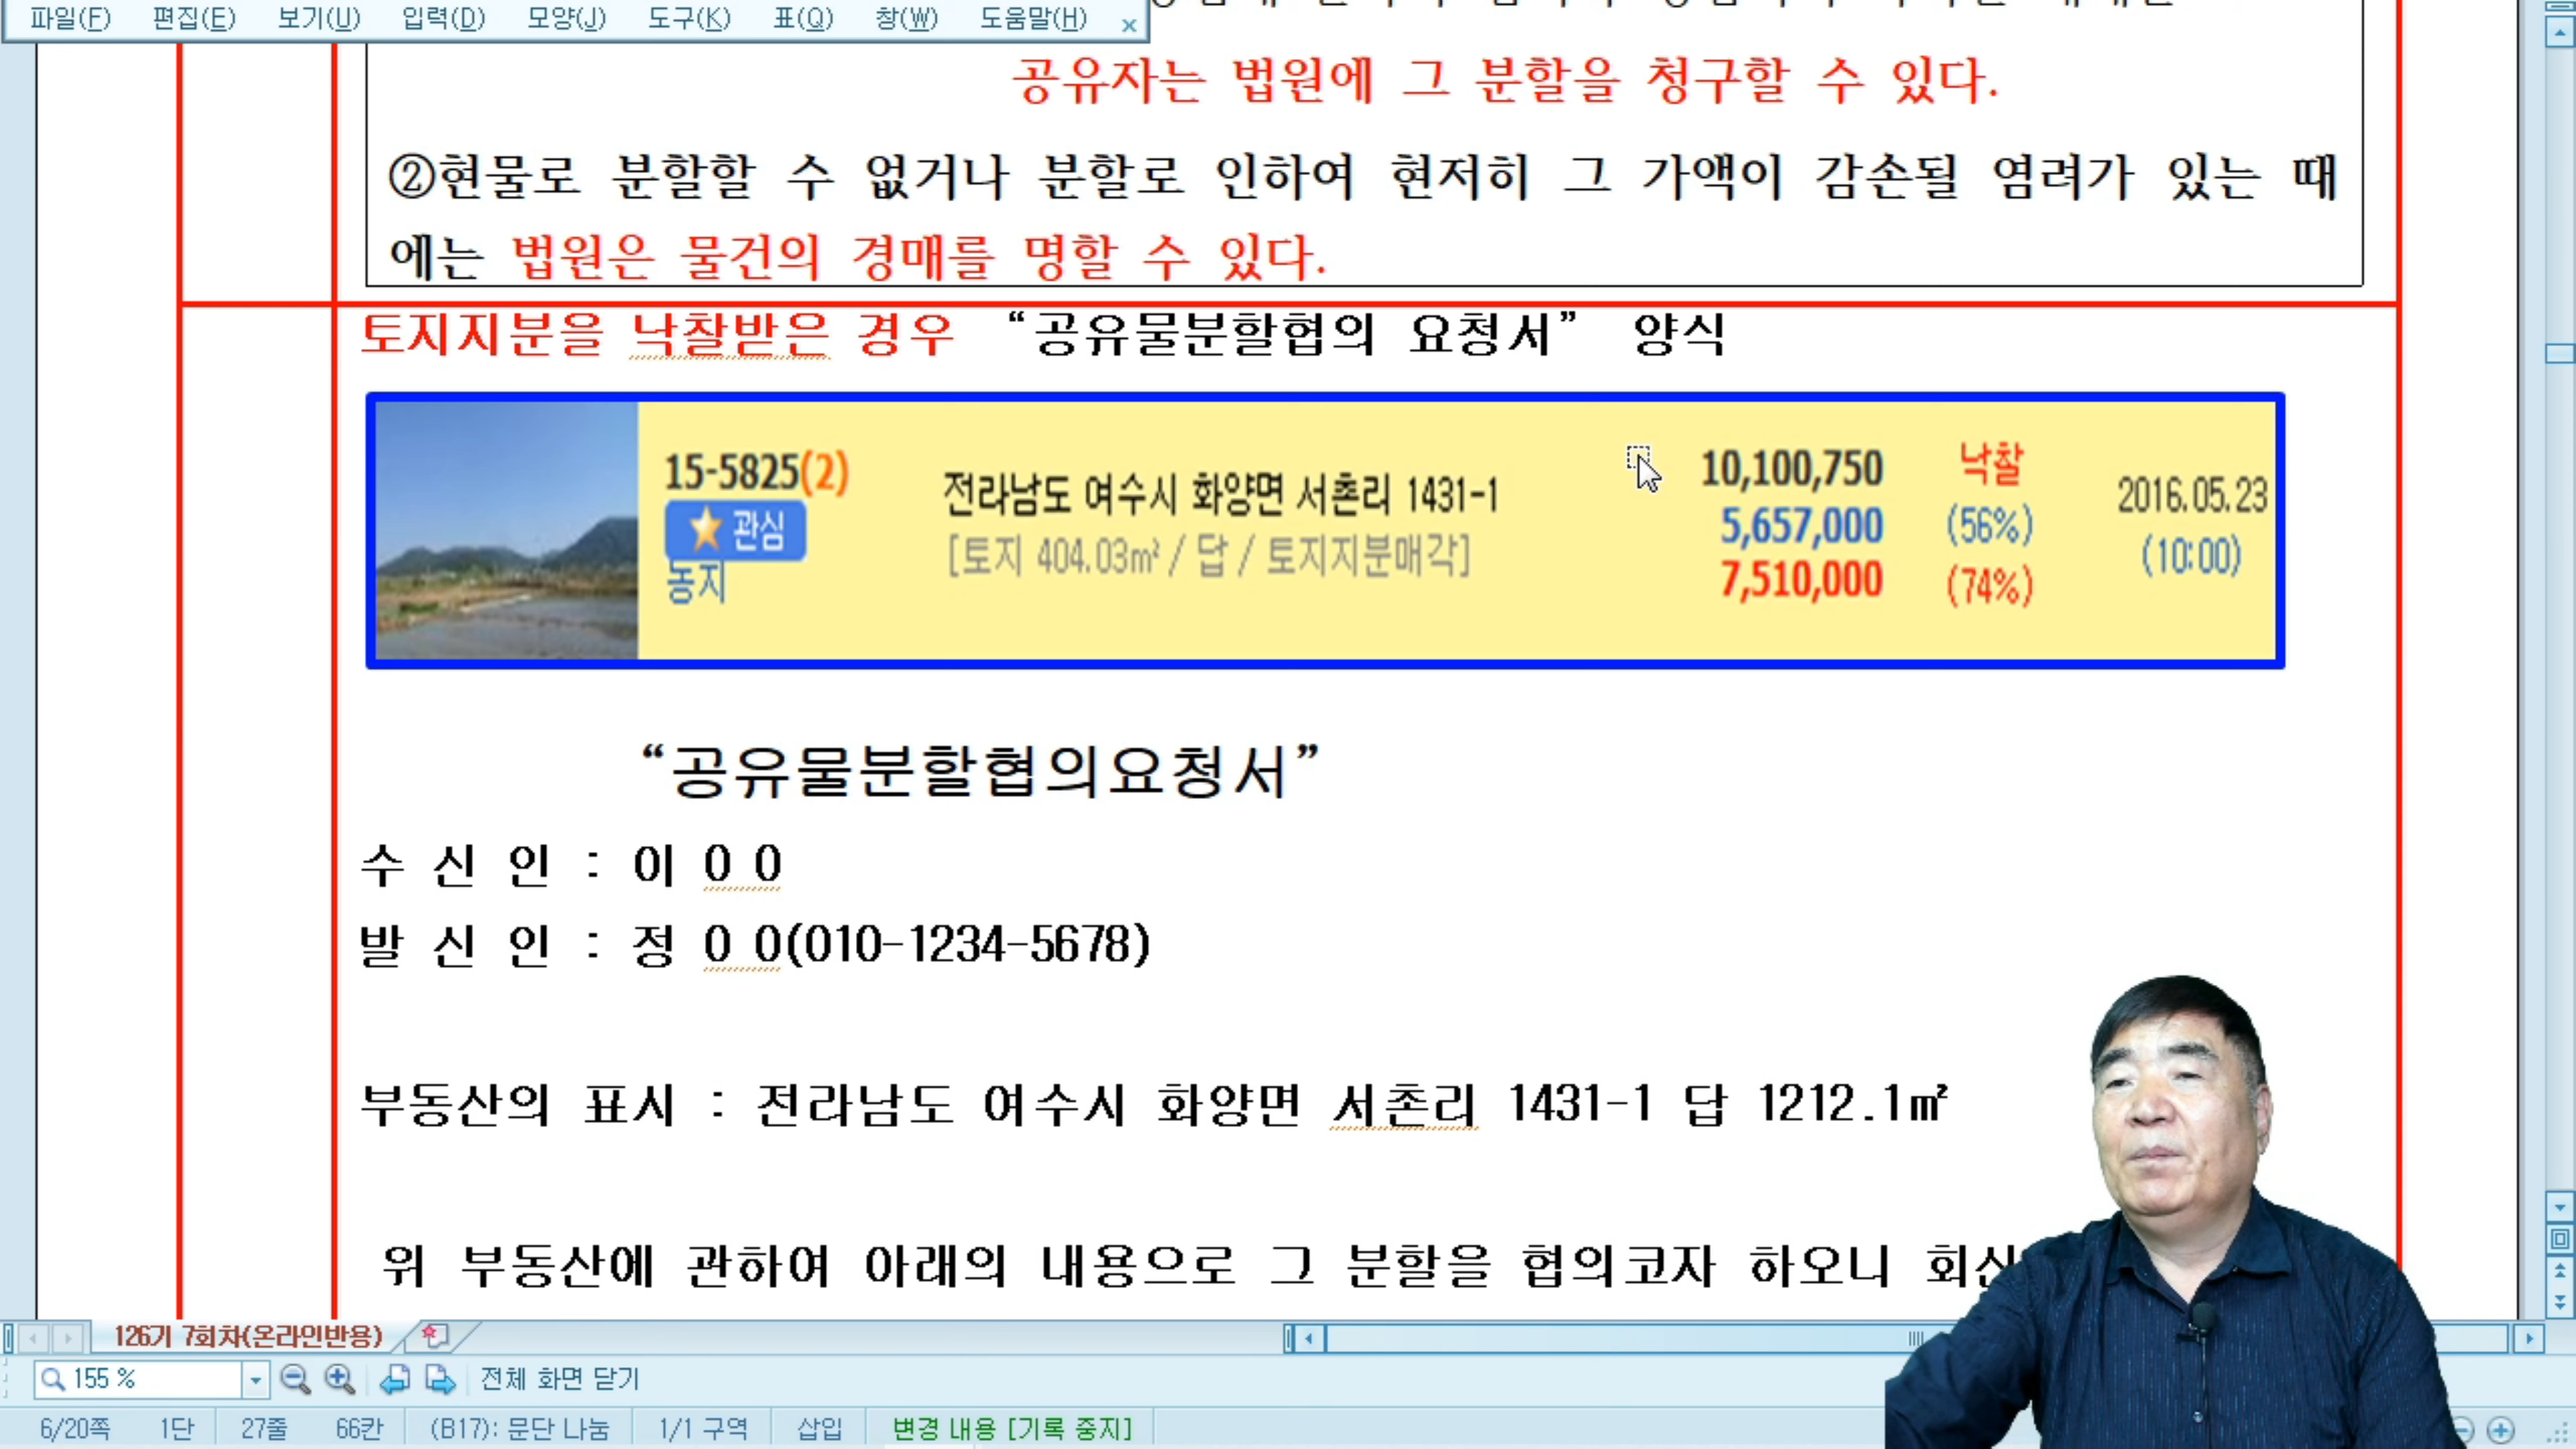 파일(F) 편집(E) 보기(U) 입력(D) 모양(J) 도구(K) 표(Q) 창(W) 도움말(H)
공유자는 법원에 그 분할을 청구할 수 있다.
②현물로 분할할 수 없거나 분할로 인하여 현저히 그 가액이 감손될 염려가 있는 때
에는 법원은 물건의 경매를 명할 수 있다.
토지지분을 낙찰받은 경우 “공유물분할협의 요청서” 양식
15-5825(2)
관심
농지
전라남도 여수시 화양면 서촌리 1431-1
[토지 404.03㎡ / 답 / 토지지분매각]
10,100,750 낙찰
5,657,000 (56%)
7,510,000 (74%)
2016.05.23
(10:00)
“공유물분할협의요청서”
수 신 인 : 이 0 0
발 신 인 : 정 0 0(010-1234-5678)
부동산의 표시 : 전라남도 여수시 화양면 서촌리 1431-1 답 1212.1㎡
위 부동산에 관하여 아래의 내용으로 그 분할을 협의코자 하오니 회신
126기 7회차(온라인반용)
155 % 전체 화면 닫기
6/20쪽 1단 27줄 66칸 (B17): 문단 나눔 1/1 구역 삽입 변경 내용 [기록 중지]